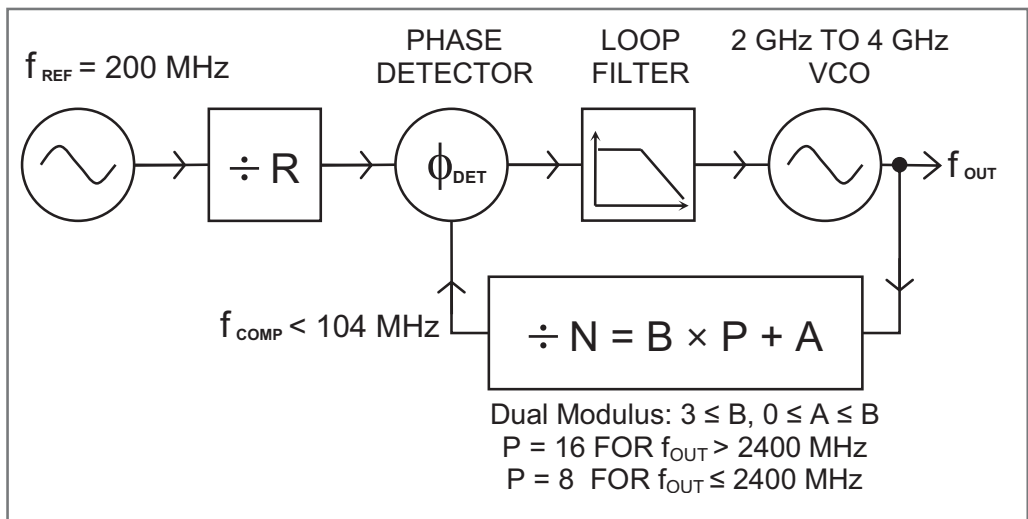 f REF = 200 MHz
PHASE DETECTOR
LOOP FILTER
2 GHz TO 4 GHz VCO
÷ R
ϕDET
f OUT
f COMP < 104 MHz
÷ N = B × P + A
Dual Modulus: 3 ≤ B, 0 ≤ A ≤ B
P = 16 FOR fOUT > 2400 MHz
P = 8 FOR fOUT ≤ 2400 MHz